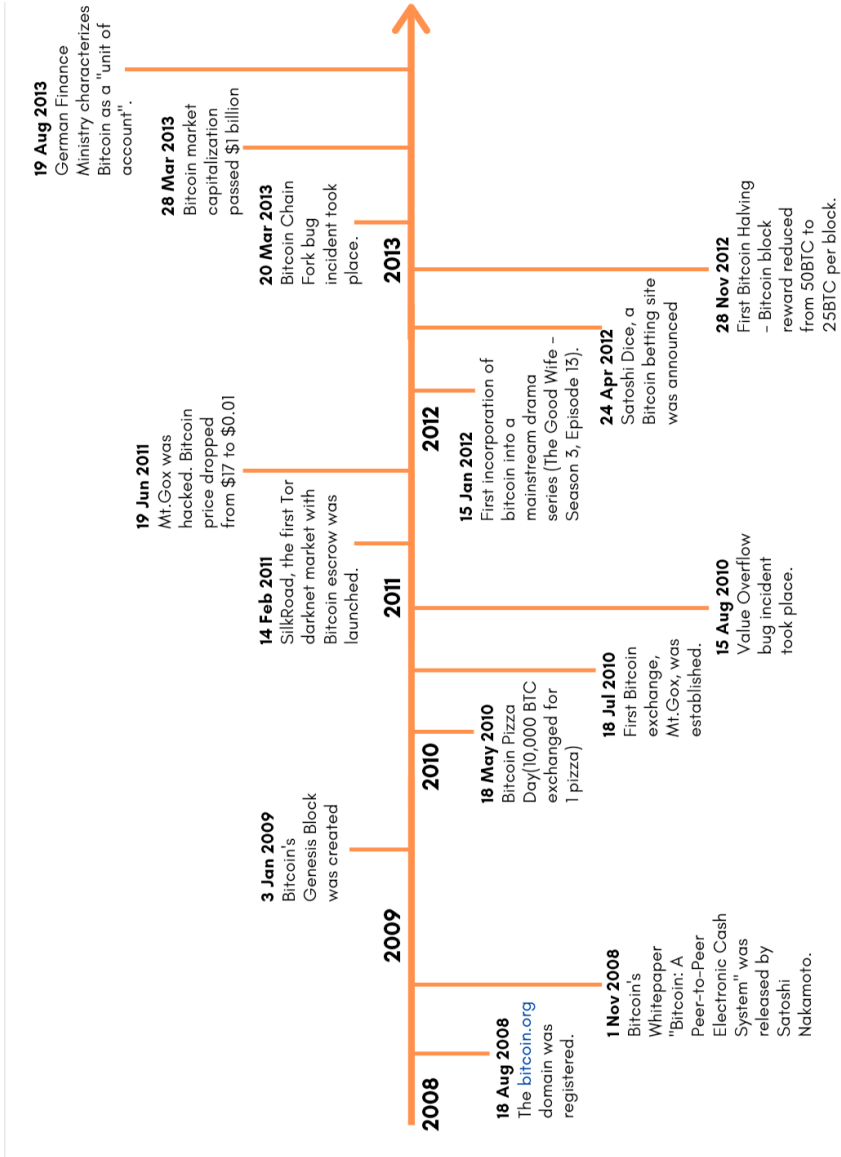 2008
18 Aug 2008
The bitcoin.org
domain was
registered.
1 Nov 2008
Bitcoin's
Whitepaper
"Bitcoin: A
Peer-to-Peer
Electronic Cash
System" was
released by
Satoshi
Nakamoto.
2009
3 Jan 2009
Bitcoin's
Genesis Block
was created
2010
18 May 2010
Bitcoin Pizza
Day(10,000 BTC
exchanged for
1 pizza)
18 Jul 2010
First Bitcoin
exchange,
Mt.Gox, was
established.
15 Aug 2010
Value Overflow
bug incident
took place.
2011
14 Feb 2011
SilkRoad, the first Tor
darknet market with
Bitcoin escrow was
launched.
19 Jun 2011
Mt.Gox was
hacked. Bitcoin
price dropped
from $17 to $0.01
2012
15 Jan 2012
First incorporation of
bitcoin into a
mainstream drama
series (The Good Wife -
Season 3, Episode 13).
24 Apr 2012
Satoshi Dice, a
Bitcoin betting site
was announced
28 Nov 2012
First Bitcoin Halving
- Bitcoin block
reward reduced
from 50BTC to
25BTC per block.
2013
20 Mar 2013
Bitcoin Chain
Fork bug
incident took
place.
28 Mar 2013
Bitcoin market
capitalization
passed $1 billion
19 Aug 2013
German Finance
Ministry characterizes
Bitcoin as a "unit of
account".